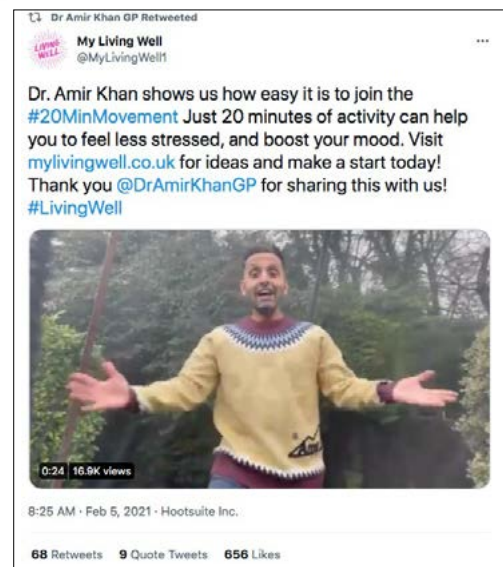 Dr Amir Khan GP Retweeted
LIVING
WELL
My Living Well
@MyLivingWell1
Dr. Amir Khan shows us how easy it is to join the
#20MinMovement Just 20 minutes of activity can help
you to feel less stressed, and boost your mood. Visit
mylivingwell.co.uk for ideas and make a start today!
Thank you @DrAmirKhanGP for sharing this with us!
#LivingWell
0:24 16.9K views
8:25 AM · Feb 5, 2021 · Hootsuite Inc.
68 Retweets 9 Quote Tweets 656 Likes